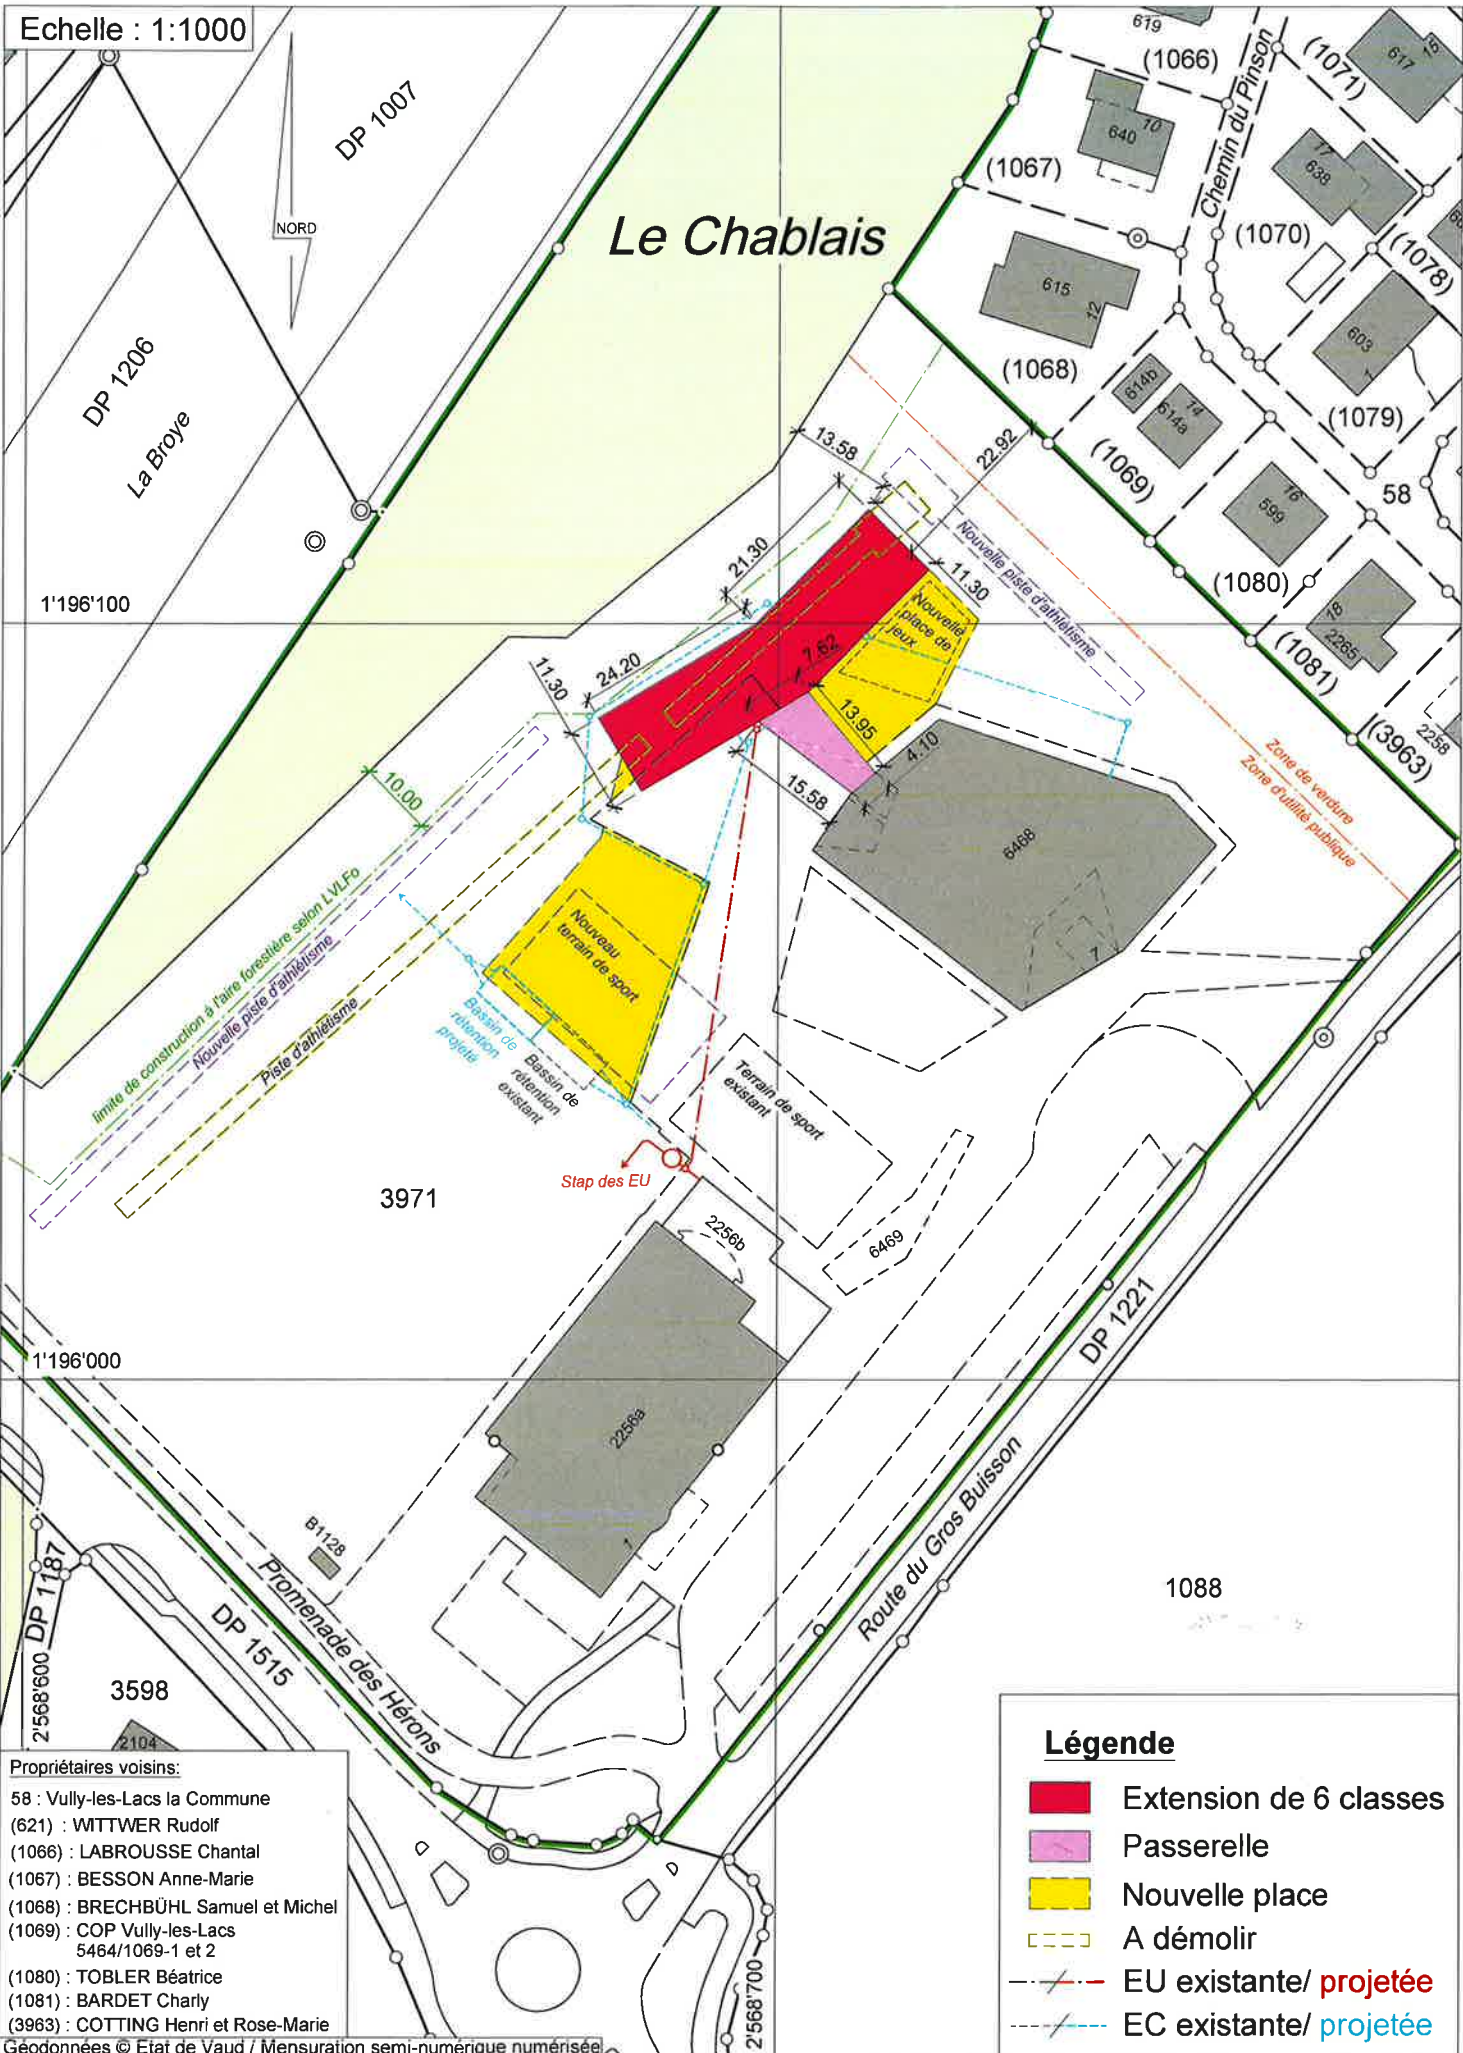 Echelle : 1:1000
NORD
DP 1007
DP 1206
La Broye
Le Chablais
619
(1066)
Chemin du Pinson
(1071)
617
15
640
10
(1067)
17
638
(1070)
(1078)
615
12
603
1
(1068)
614b
14
614a
(1079)
(1069)
58
16
599
(1080)
18
2265
(1081)
(3963)
2258
13.58
22.92
21.30
11.30
Nouvelle piste d'athlétisme
1'196'100
Nouvelle
place de
jeux
24.20
11.30
7.62
13.95
4.10
15.58
10.00
Zone de verdure
Zone d'utilité publique
6468
7
Nouveau
terrain de sport
limite de construction à l'aire forestière selon LVLFo
Nouvelle piste d'athlétisme
Piste d'athlétisme
Bassin de
rétention
projeté
Bassin de
rétention
existant
Terrain de sport
existant
Stap des EU
3971
2256b
6469
DP 1221
1'196'000
2256a
1
Route du Gros Buisson
B1128
Promenade des Hérons
DP 1187
DP 1515
1088
2'568'600
3598
2104
2'568'700
Propriétaires voisins:
58 : Vully-les-Lacs la Commune
(621) : WITTWER Rudolf
(1066) : LABROUSSE Chantal
(1067) : BESSON Anne-Marie
(1068) : BRECHBÜHL Samuel et Michel
(1069) : COP Vully-les-Lacs
5464/1069-1 et 2
(1080) : TOBLER Béatrice
(1081) : BARDET Charly
(3963) : COTTING Henri et Rose-Marie
Géodonnées © Etat de Vaud / Mensuration semi-numérique numérisée
Légende
Extension de 6 classes
Passerelle
Nouvelle place
A démolir
EU existante/ projetée
EC existante/ projetée